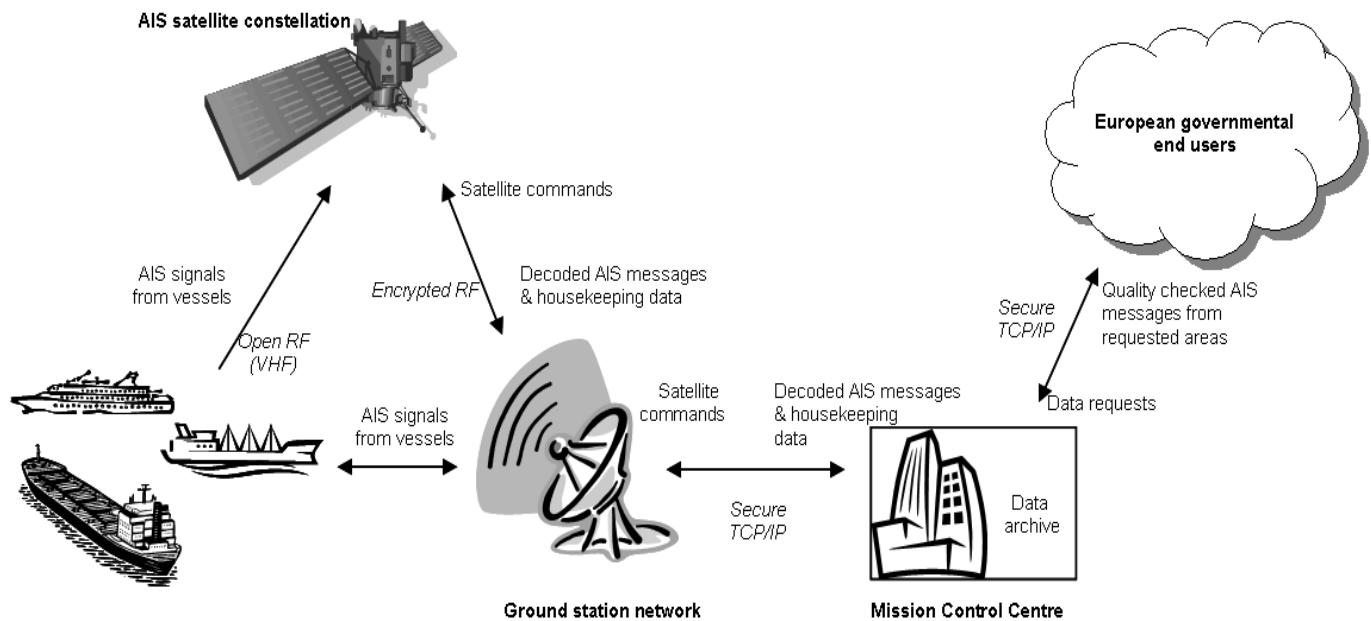 AIS satellite constellation
European governmental
end users
Satellite commands
AIS signals
from vessels
Encrypted RF
Decoded AIS messages
& housekeeping data
Secure
TCP/IP
Quality checked AIS
messages from
requested areas
Open RF
(VHF)
Data requests
AIS signals
from vessels
Satellite
commands
Decoded AIS messages
& housekeeping
data
Secure
TCP/IP
Data
archive
Ground station network
Mission Control Centre